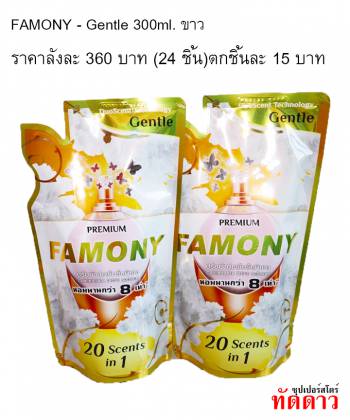 FAMONY - Gentle 300ml. ขาว
ราคาลังละ 360 บาท (24 ชิ้น)ตกชิ้นละ 15 บาท
DuoScent Technology
Gentle
PREMIUM
FAMONY
หอมนานกว่า 8 เท่า
20 Scents
in 1
DuoScent Technology
Gentle
PREMIUM
FAMONY
หอมนานกว่า 8 เท่า
20 Scents
in 1
ซุปเปอร์สโตร์
ทัดดาว